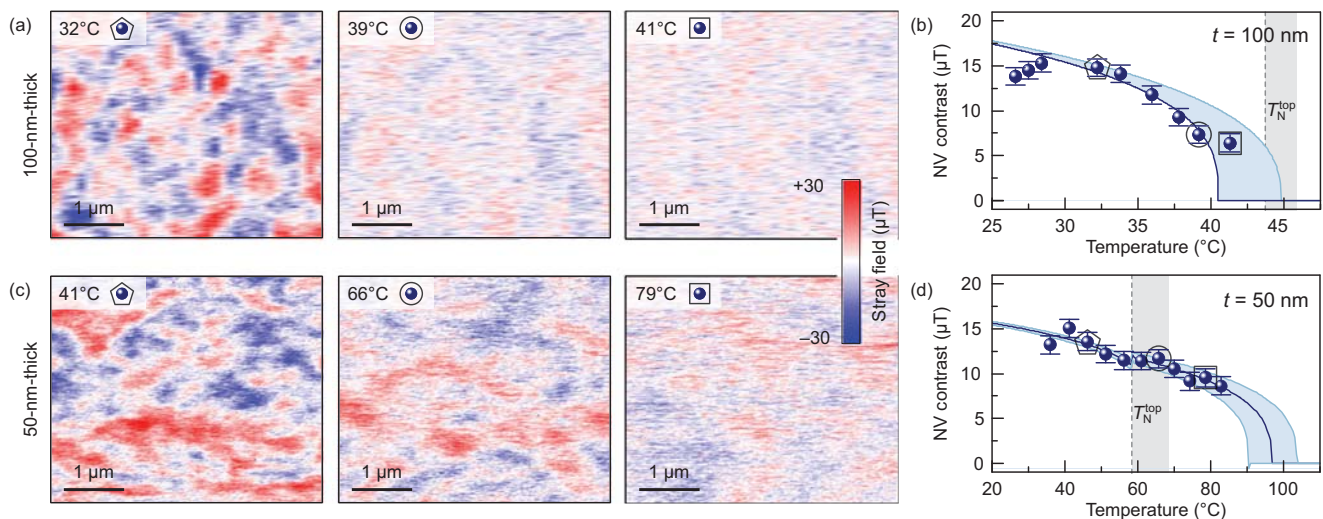 (a)
100-nm-thick
32°C
1 µm
39°C
1 µm
41°C
1 µm
+30
Stray field (µT)
–30
(b)
t = 100 nm
NV contrast (µT)
20
15
10
5
0
T_N^top
25 30 35 40 45
Temperature (°C)
(c)
50-nm-thick
41°C
1 µm
66°C
1 µm
79°C
1 µm
(d)
t = 50 nm
NV contrast (µT)
20
15
10
5
0
T_N^top
20 40 60 80 100
Temperature (°C)